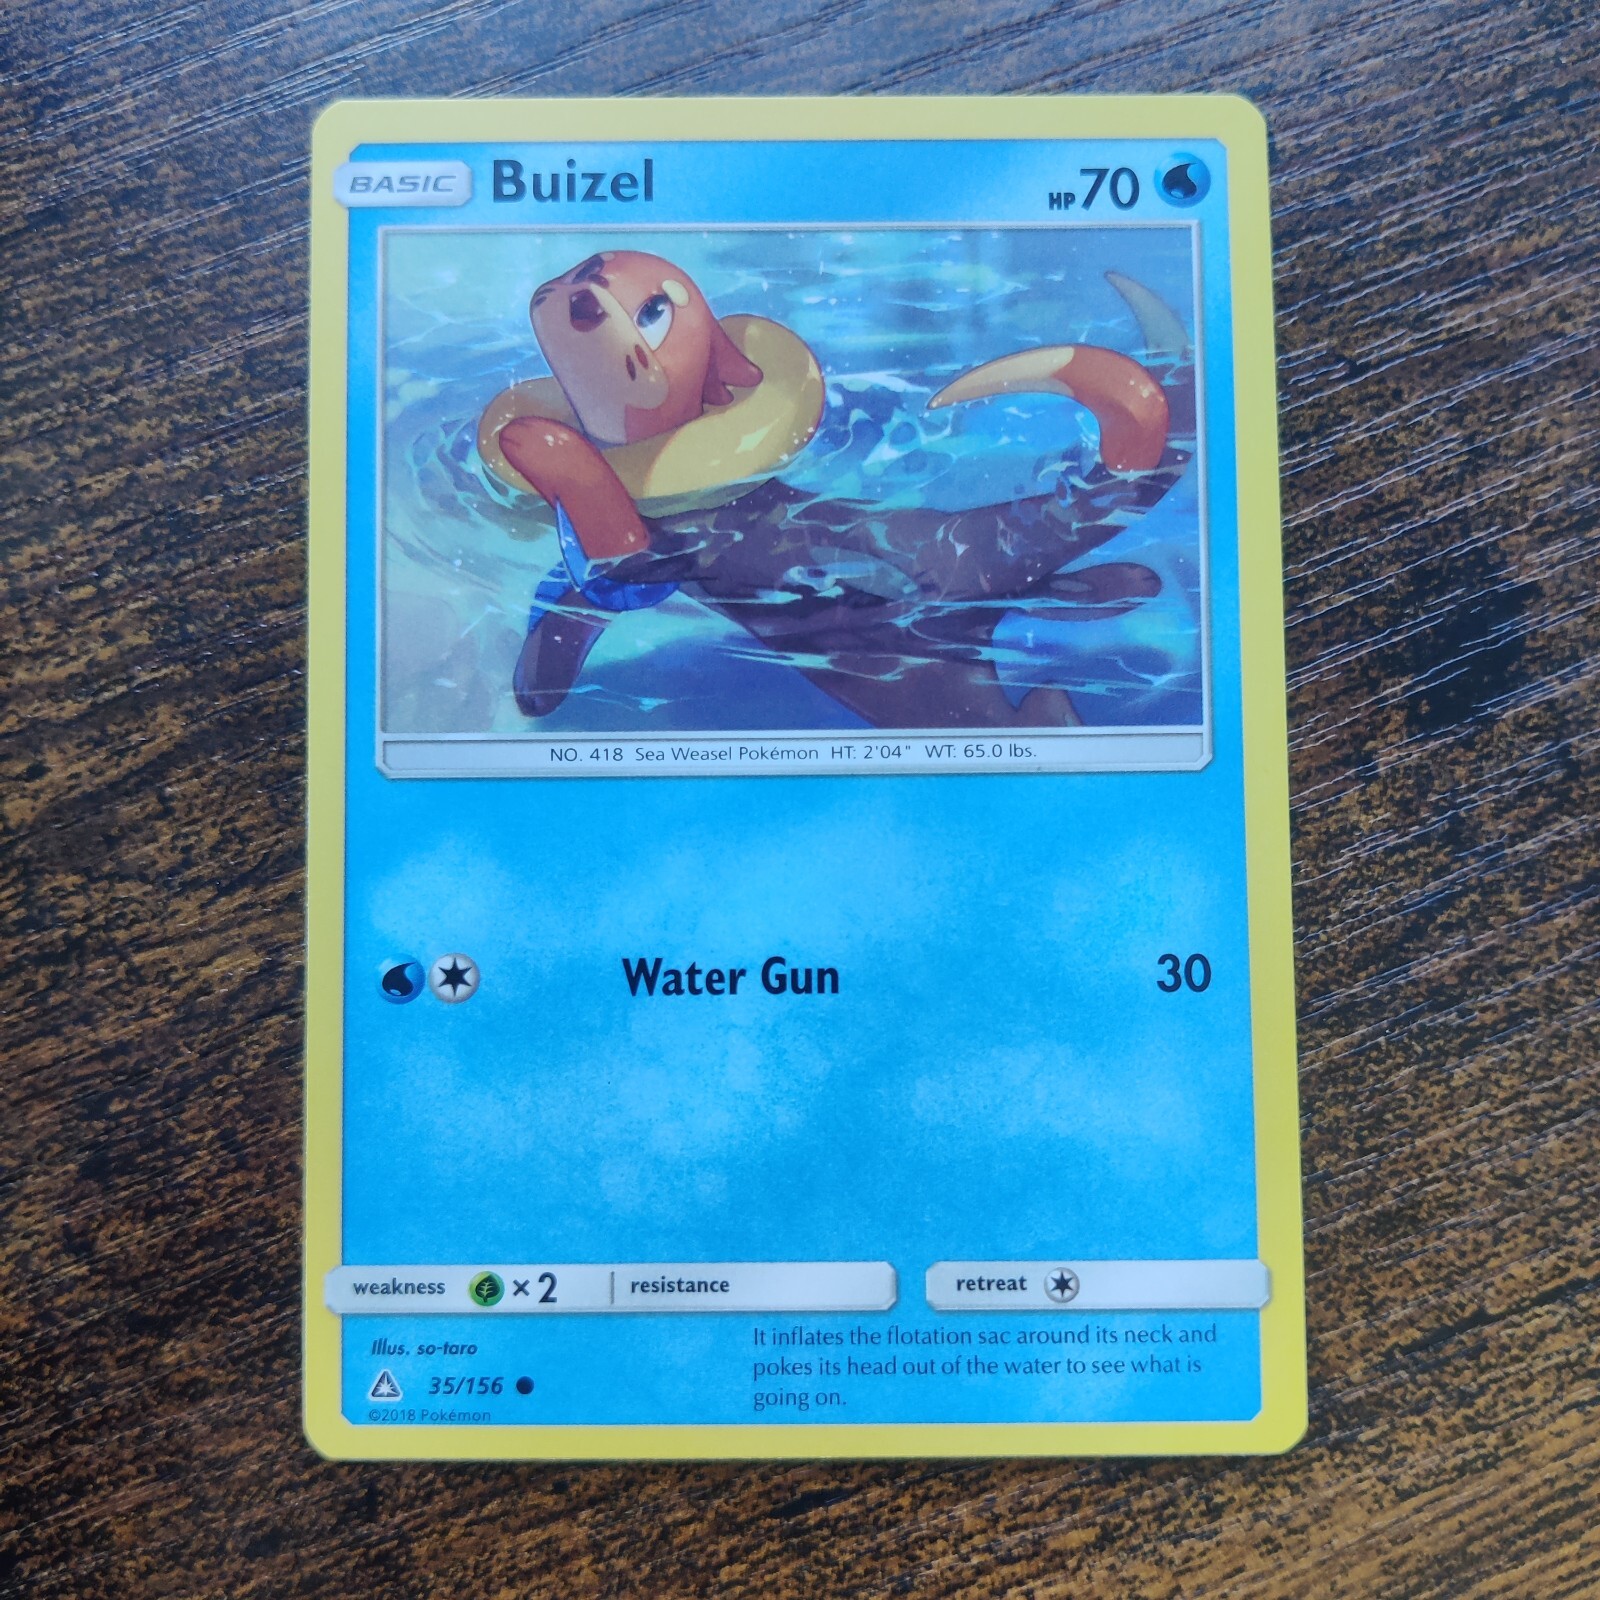 BASIC Buizel HP 70
NO. 418 Sea Weasel Pokémon HT: 2'04" WT: 65.0 lbs.
Water Gun 30
weakness × 2 resistance retreat
Illus. so-taro
35/156
©2018 Pokémon
It inflates the flotation sac around its neck and
pokes its head out of the water to see what is
going on.